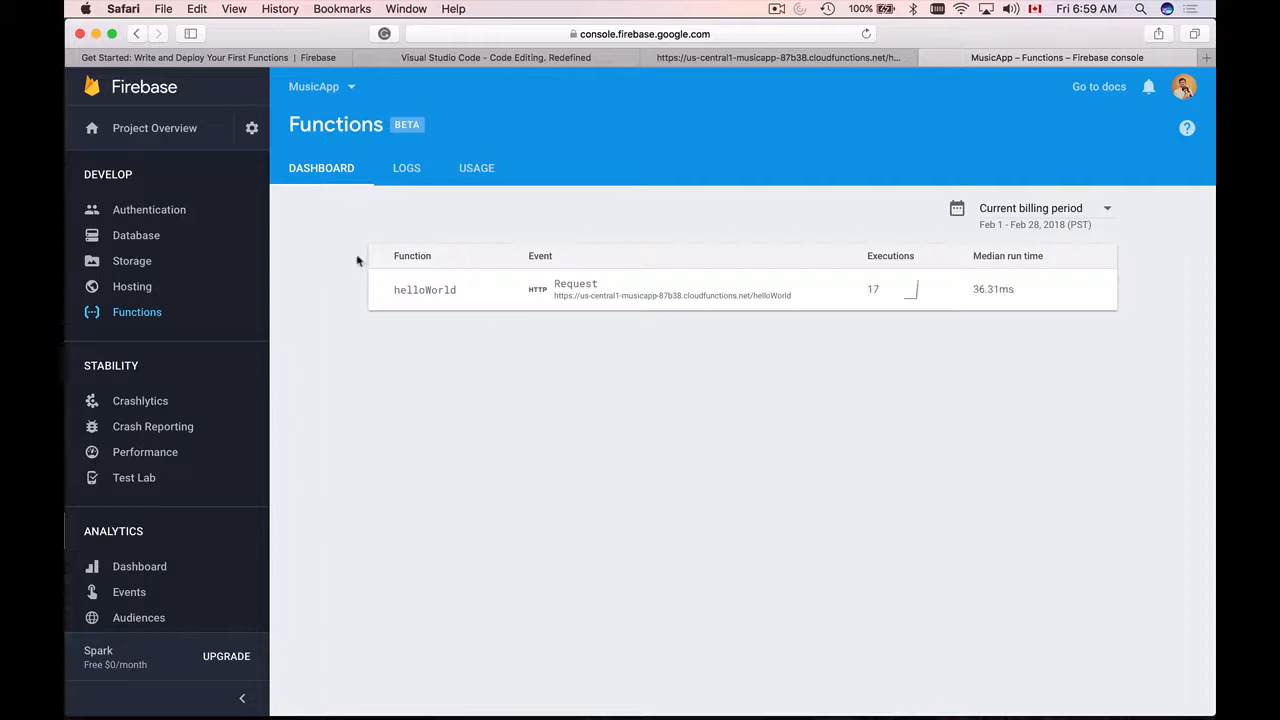 Safari File Edit View History Bookmarks Window Help 100% Fri 6:59 AM
console.firebase.google.com
Get Started: Write and Deploy Your First Functions | Firebase
Visual Studio Code - Code Editing. Redefined
https://us-central1-musicapp-87b38.cloudfunctions.net/h...
MusicApp – Functions – Firebase console
Firebase
Project Overview
DEVELOP
Authentication
Database
Storage
Hosting
Functions
STABILITY
Crashlytics
Crash Reporting
Performance
Test Lab
ANALYTICS
Dashboard
Events
Audiences
Spark
Free $0/month
UPGRADE
MusicApp
Go to docs
Functions BETA
DASHBOARD LOGS USAGE
Current billing period
Feb 1 - Feb 28, 2018 (PST)
Function Event Executions Median run time
helloWorld HTTP Request 17 36.31ms
https://us-central1-musicapp-87b38.cloudfunctions.net/helloWorld